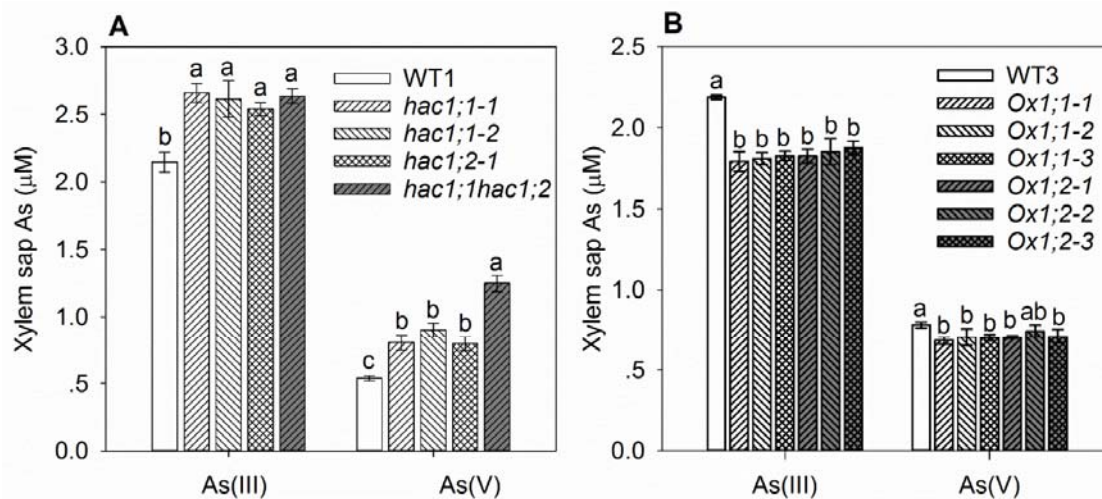 A
Xylem sap As (μM)
3.0
2.5
2.0
1.5
1.0
.5
0.0
b
a
a
a
a
c
b
b
b
a
WT1
hac1;1-1
hac1;1-2
hac1;2-1
hac1;1hac1;2
As(III)
As(V)
B
Xylem sap As (μM)
2.5
2.0
1.5
1.0
.5
0.0
a
b
b
b
b
b
b
a
b
b
b
b
ab
b
WT3
Ox1;1-1
Ox1;1-2
Ox1;1-3
Ox1;2-1
Ox1;2-2
Ox1;2-3
As(III)
As(V)